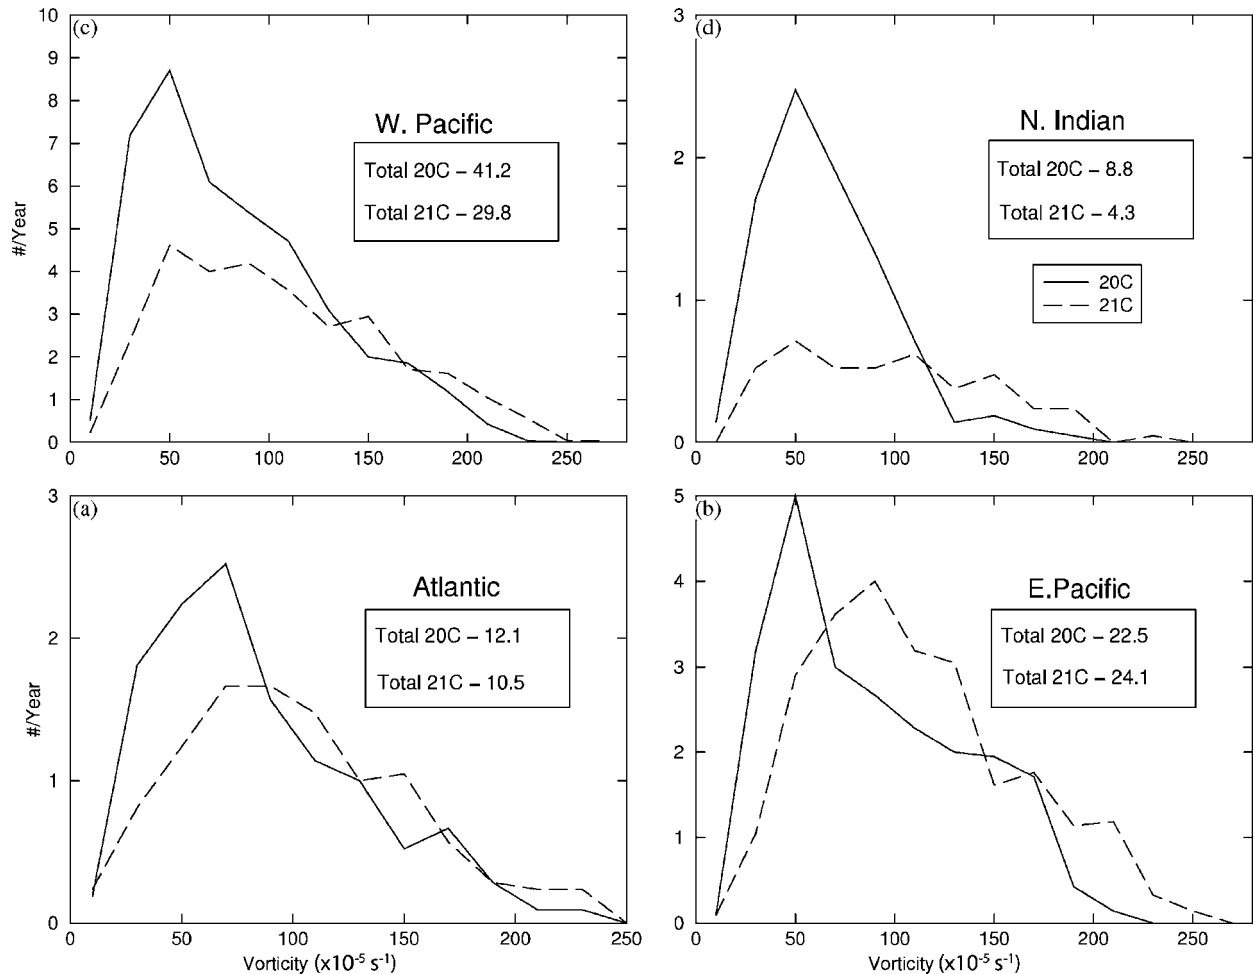 (c)
10
9
8
7
6
5
4
3
2
1
0
#/Year
W. Pacific
Total 20C – 41.2
Total 21C – 29.8
0 50 100 150 200 250
(d)
3
2
1
0
N. Indian
Total 20C – 8.8
Total 21C – 4.3
20C
21C
0 50 100 150 200 250
(a)
3
2
1
0
#/Year
Atlantic
Total 20C – 12.1
Total 21C – 10.5
0 50 100 150 200 250
Vorticity (x10⁻⁵ s⁻¹)
(b)
5
4
3
2
1
0
E.Pacific
Total 20C – 22.5
Total 21C – 24.1
0 50 100 150 200 250
Vorticity (x10⁻⁵ s⁻¹)